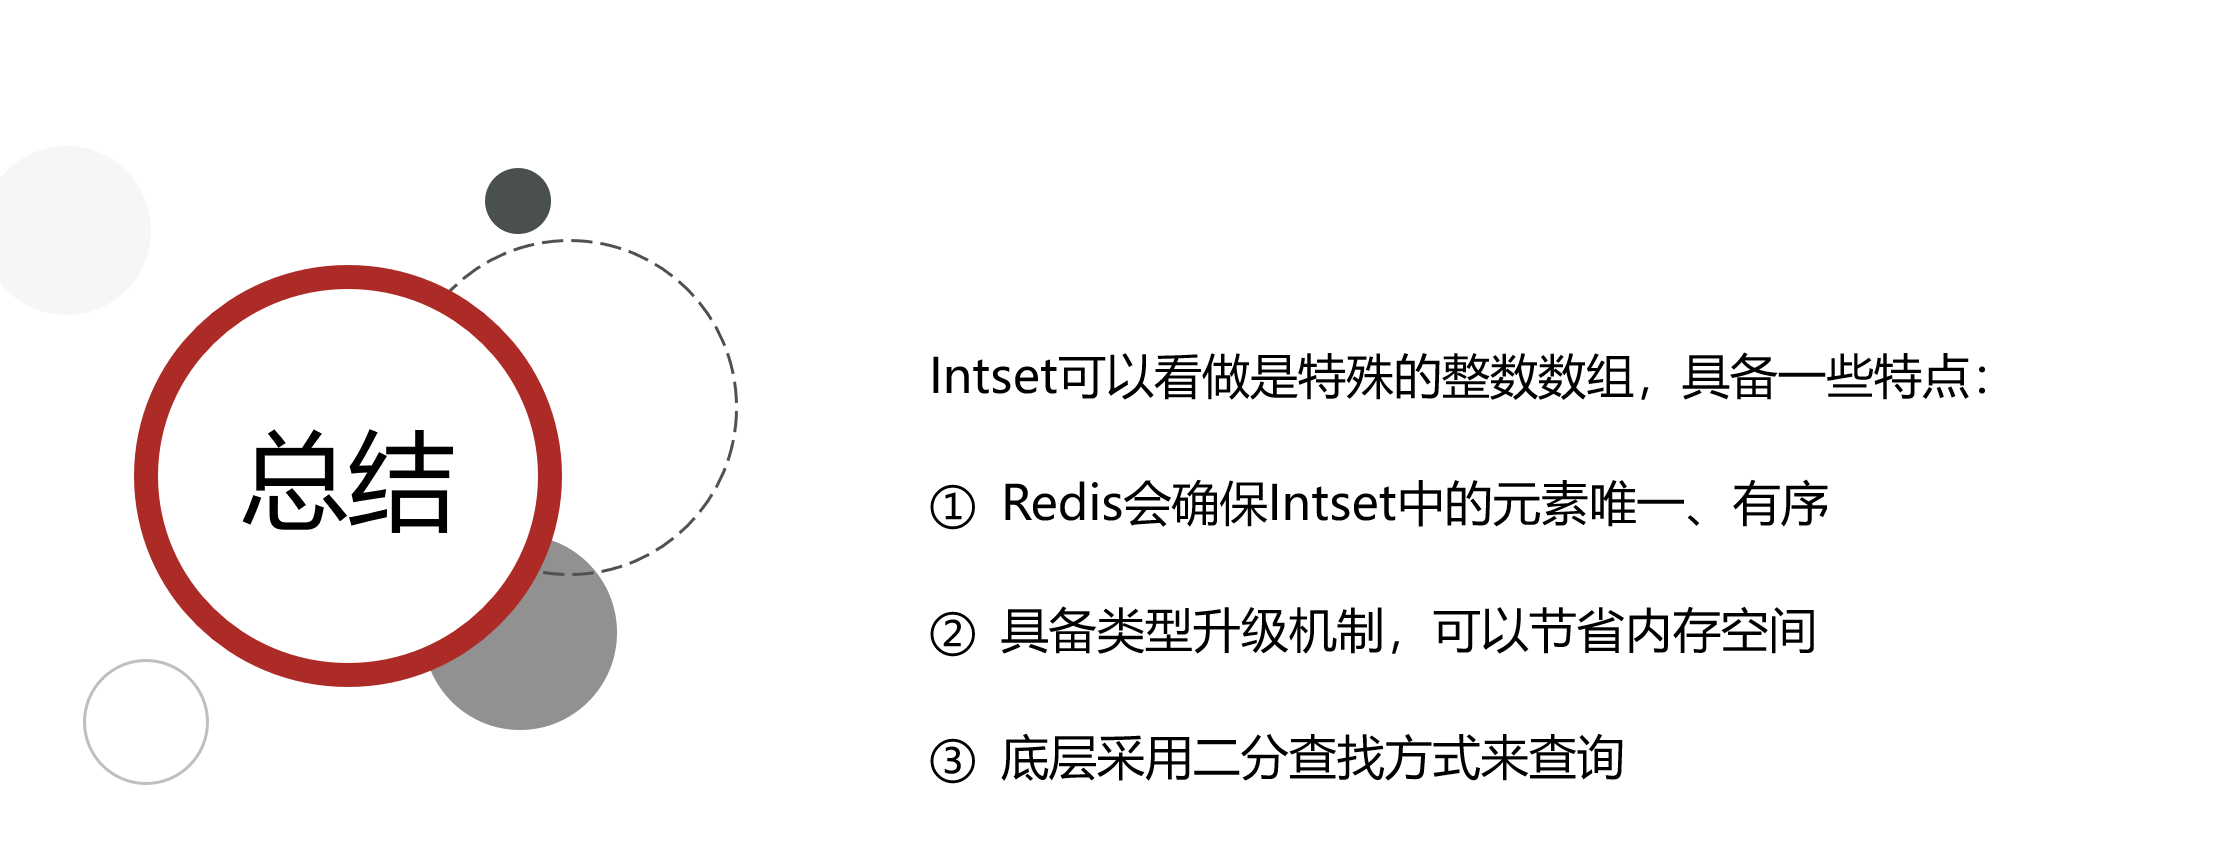 总结
Intset可以看做是特殊的整数数组，具备一些特点：
① Redis会确保Intset中的元素唯一、有序
② 具备类型升级机制，可以节省内存空间
③ 底层采用二分查找方式来查询